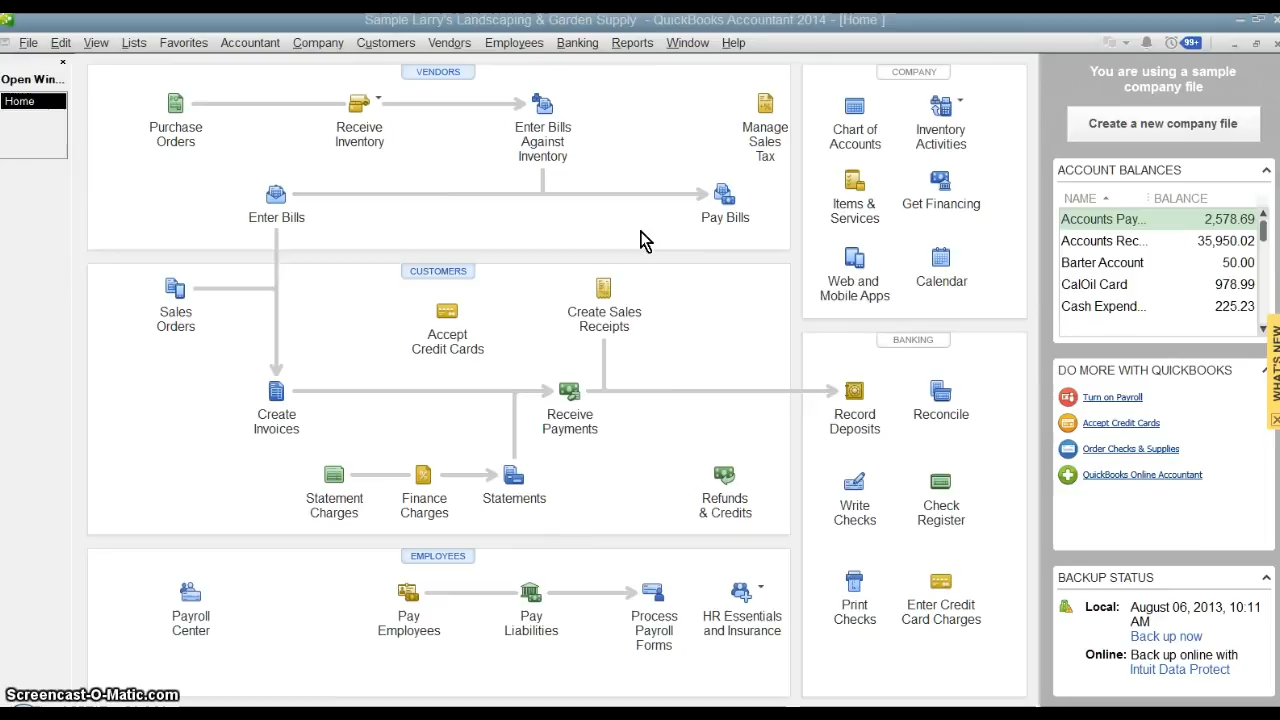 Sample Larry's Landscaping & Garden Supply - QuickBooks Accountant 2014 - [Home ]
File Edit View Lists Favorites Accountant Company Customers Vendors Employees Banking Reports Window Help
99+
Open Win...
Home
VENDORS
Purchase
Orders
Receive
Inventory
Enter Bills
Against
Inventory
Manage
Sales
Tax
Enter Bills
Pay Bills
CUSTOMERS
Sales
Orders
Accept
Credit Cards
Create Sales
Receipts
Create
Invoices
Receive
Payments
Statement
Charges
Finance
Charges
Statements
Refunds
& Credits
EMPLOYEES
Payroll
Center
Pay
Employees
Pay
Liabilities
Process
Payroll
Forms
HR Essentials
and Insurance
COMPANY
Chart of
Accounts
Inventory
Activities
Items &
Services
Get Financing
Web and
Mobile Apps
Calendar
BANKING
Record
Deposits
Reconcile
Write
Checks
Check
Register
Print
Checks
Enter Credit
Card Charges
You are using a sample
company file
Create a new company file
ACCOUNT BALANCES
NAME BALANCE
Accounts Pay... 2,578.69
Accounts Rec... 35,950.02
Barter Account 50.00
CalOil Card 978.99
Cash Expend... 225.23
WHAT'S NEW
DO MORE WITH QUICKBOOKS
Turn on Payroll
Accept Credit Cards
Order Checks & Supplies
QuickBooks Online Accountant
BACKUP STATUS
Local: August 06, 2013, 10:11
AM
Back up now
Online: Back up online with
Intuit Data Protect
Screencast-O-Matic.com